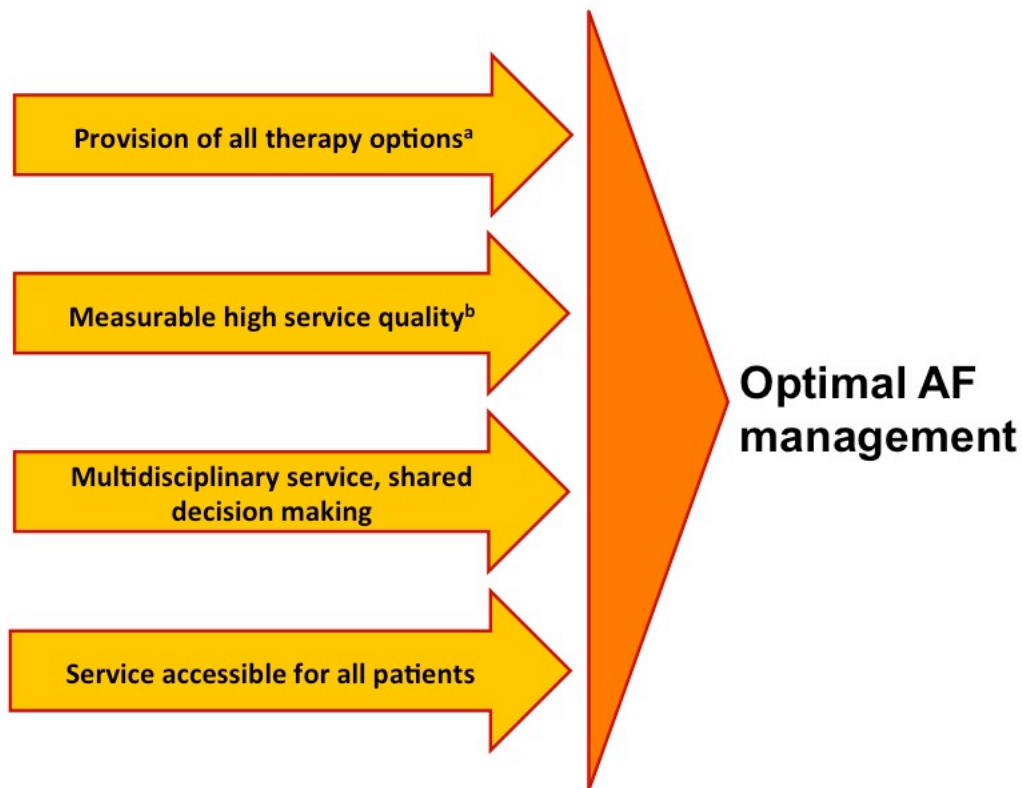 Provision of all therapy optionsᵃ
Measurable high service qualityᵇ
Multidisciplinary service, shared
decision making
Service accessible for all patients
Optimal AF
management